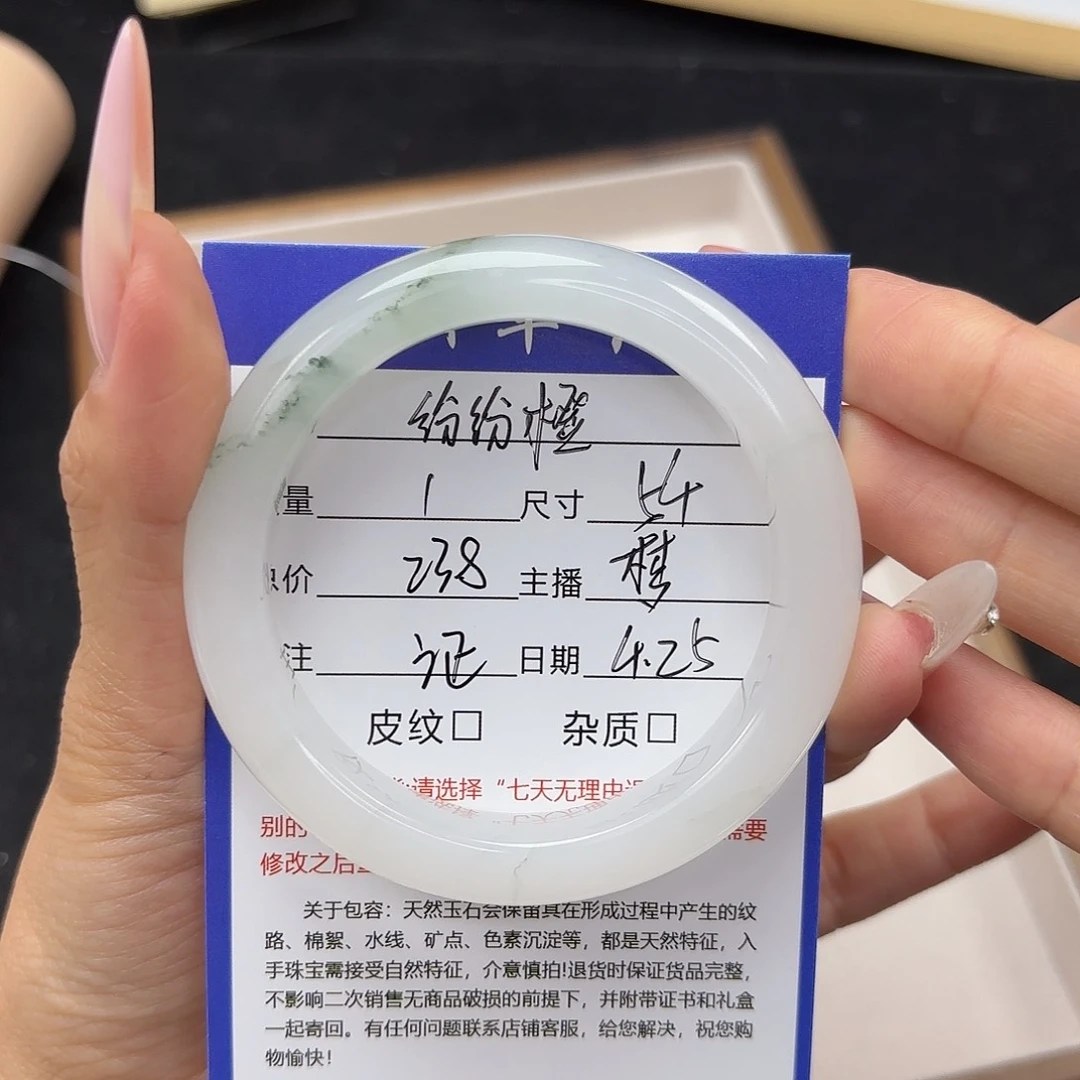 纷纷橙
量 1 尺寸 54
价 238 主播
注 证 日期 4.25
皮纹□ 杂质□
请选择“七天无理由
别的 需要
修改之后
关于包容：天然玉石会保留其在形成过程中产生的纹
路、棉絮、水线、矿点、色素沉淀等，都是天然特征，入
手珠宝需接受自然特征，介意慎拍!退货时保证货品完整，
不影响二次销售无商品破损的前提下，并附带证书和礼盒
一起寄回。有任何问题联系店铺客服，给您解决，祝您购
物愉快！